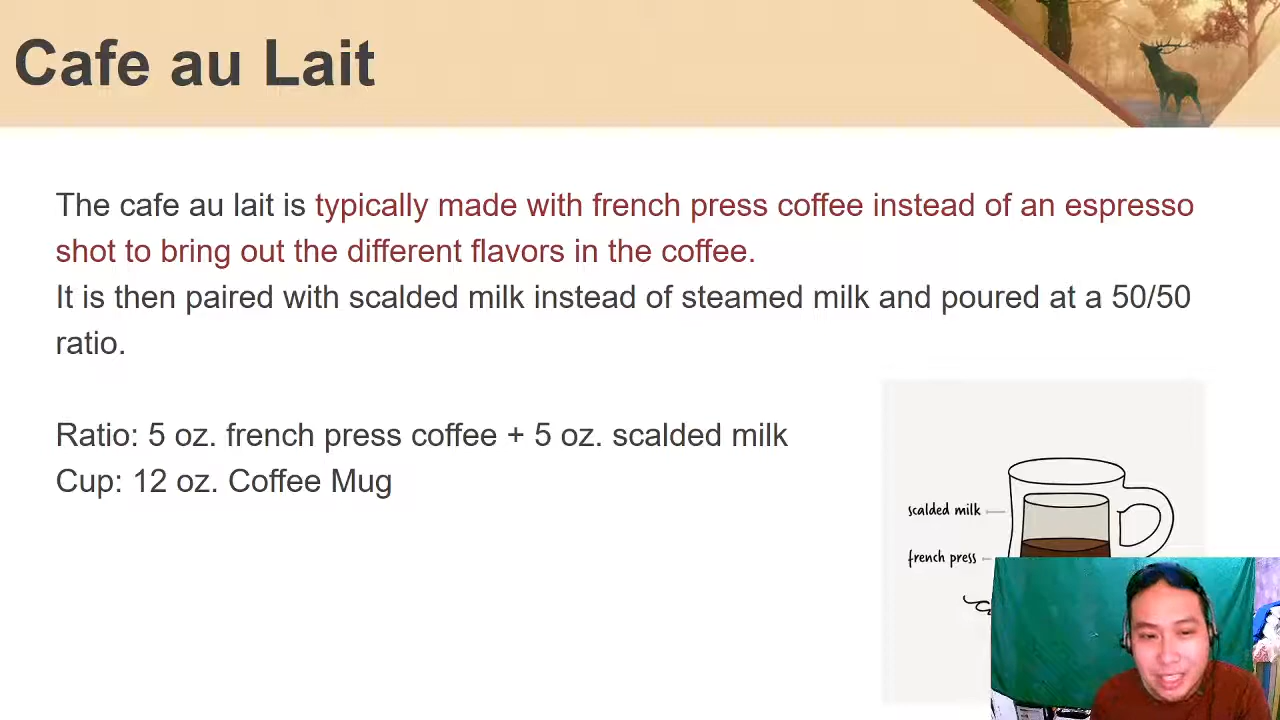 Cafe au Lait
The cafe au lait is typically made with french press coffee instead of an espresso
shot to bring out the different flavors in the coffee.
It is then paired with scalded milk instead of steamed milk and poured at a 50/50
ratio.
Ratio: 5 oz. french press coffee + 5 oz. scalded milk
Cup: 12 oz. Coffee Mug
scalded milk
french press